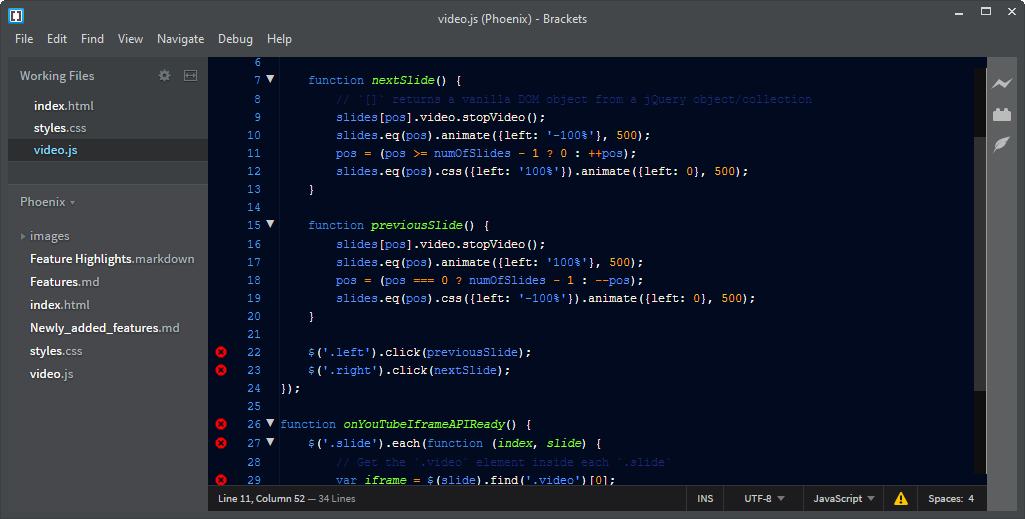 video.js (Phoenix) - Brackets
File Edit Find View Navigate Debug Help
Working Files
index.html
styles.css
video.js
Phoenix
images
Feature Highlights.markdown
Features.md
index.html
Newly_added_features.md
styles.css
video.js
6
7 function nextSlide() {
8 // `[]` returns a vanilla DOM object from a jQuery object/collection
9 slides[pos].video.stopVideo();
10 slides.eq(pos).animate({left: '-100%'}, 500);
11 pos = (pos >= numOfSlides - 1 ? 0 : ++pos);
12 slides.eq(pos).css({left: '100%'}).animate({left: 0}, 500);
13 }
14
15 function previousSlide() {
16 slides[pos].video.stopVideo();
17 slides.eq(pos).animate({left: '100%'}, 500);
18 pos = (pos === 0 ? numOfSlides - 1 : --pos);
19 slides.eq(pos).css({left: '-100%'}).animate({left: 0}, 500);
20 }
21
22 $('.left').click(previousSlide);
23 $('.right').click(nextSlide);
24 });
25
26 function onYouTubeIframeAPIReady() {
27 $('.slide').each(function (index, slide) {
28 // Get the `.video` element inside each `.slide`
29 var iframe = $(slide).find('.video')[0];
Line 11, Column 52 — 34 Lines INS UTF-8 JavaScript Spaces: 4